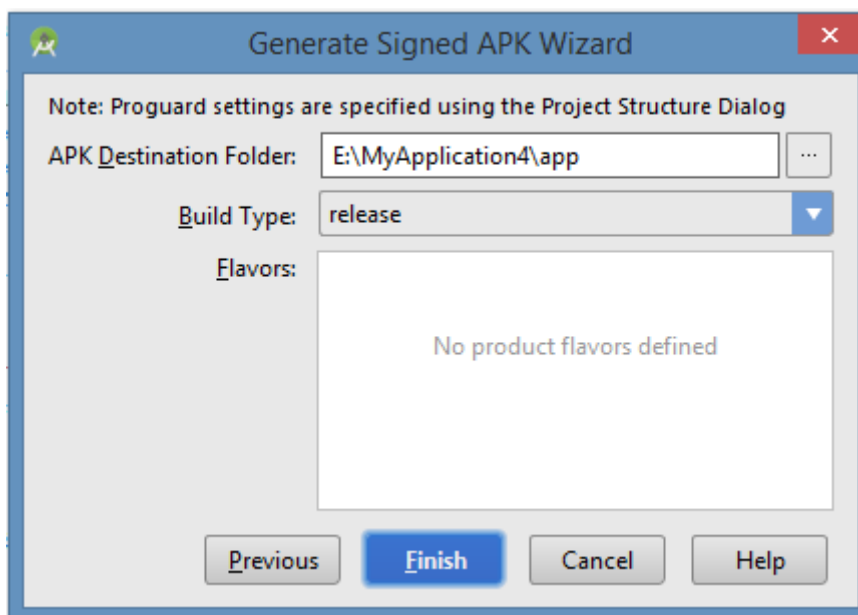 Generate Signed APK Wizard
Note: Proguard settings are specified using the Project Structure Dialog
APK Destination Folder: E:\MyApplication4\app ...
Build Type: release
Flavors:
No product flavors defined
Previous Finish Cancel Help